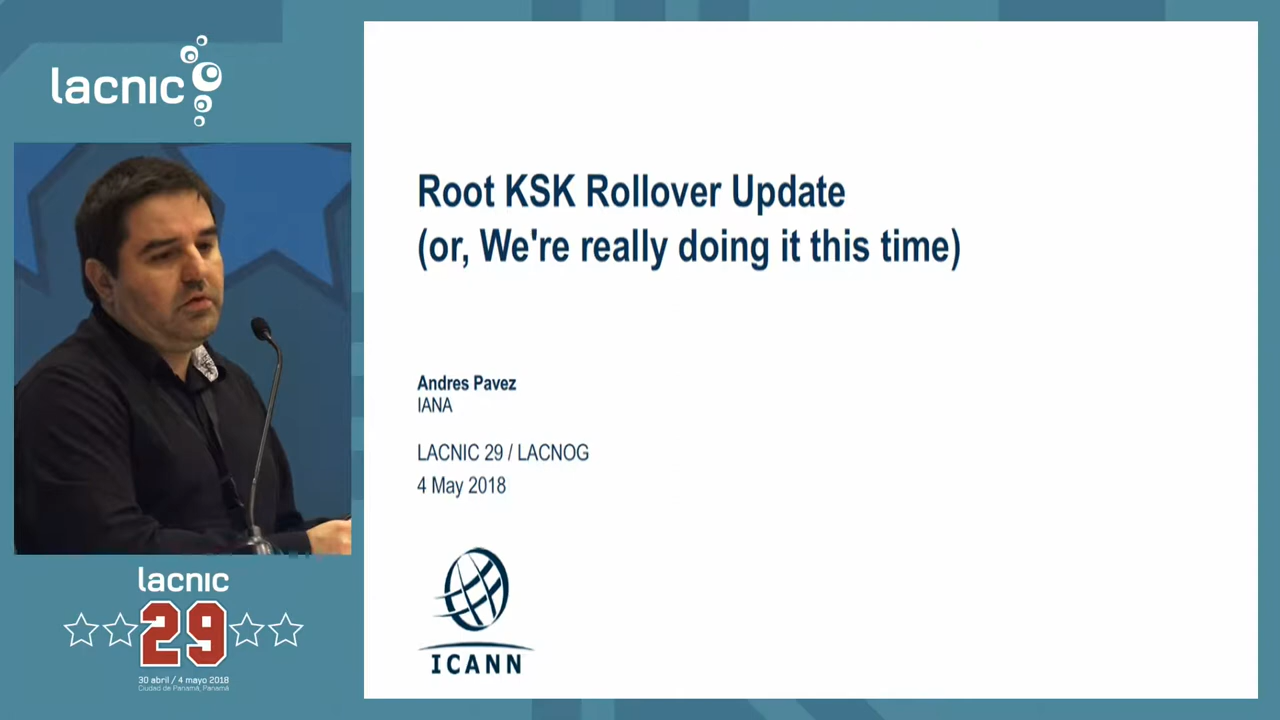 lacnic
Root KSK Rollover Update
(or, We're really doing it this time)
Andres Pavez
IANA
LACNIC 29 / LACNOG
4 May 2018
ICANN
lacnic
29
30 abril / 4 mayo 2018
Ciudad de Panamá, Panamá